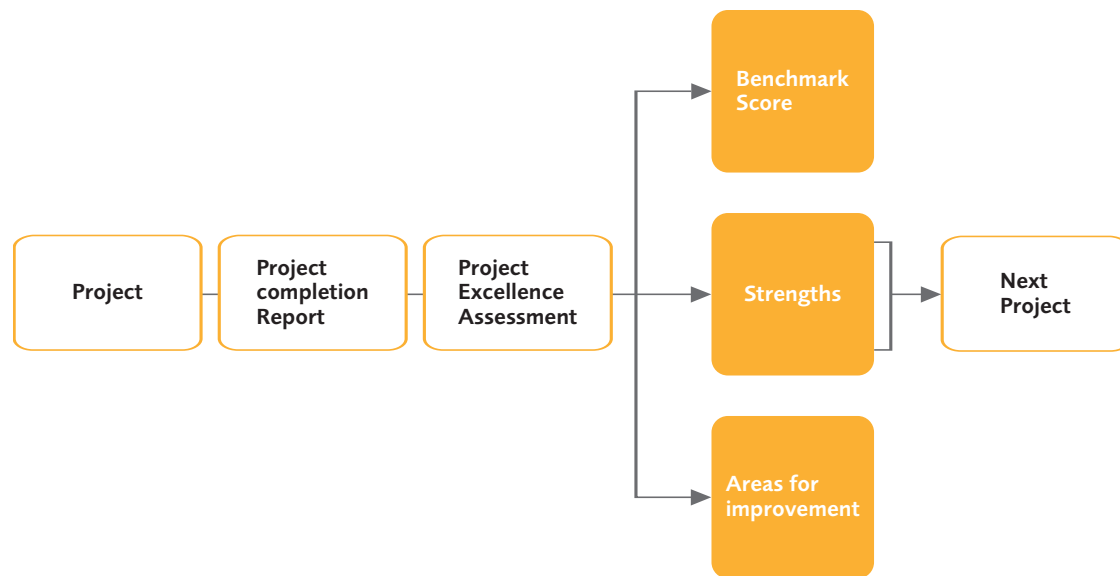 Project
Project
completion
Report
Project
Excellence
Assessment
Benchmark
Score
Strengths
Areas for
improvement
Next
Project